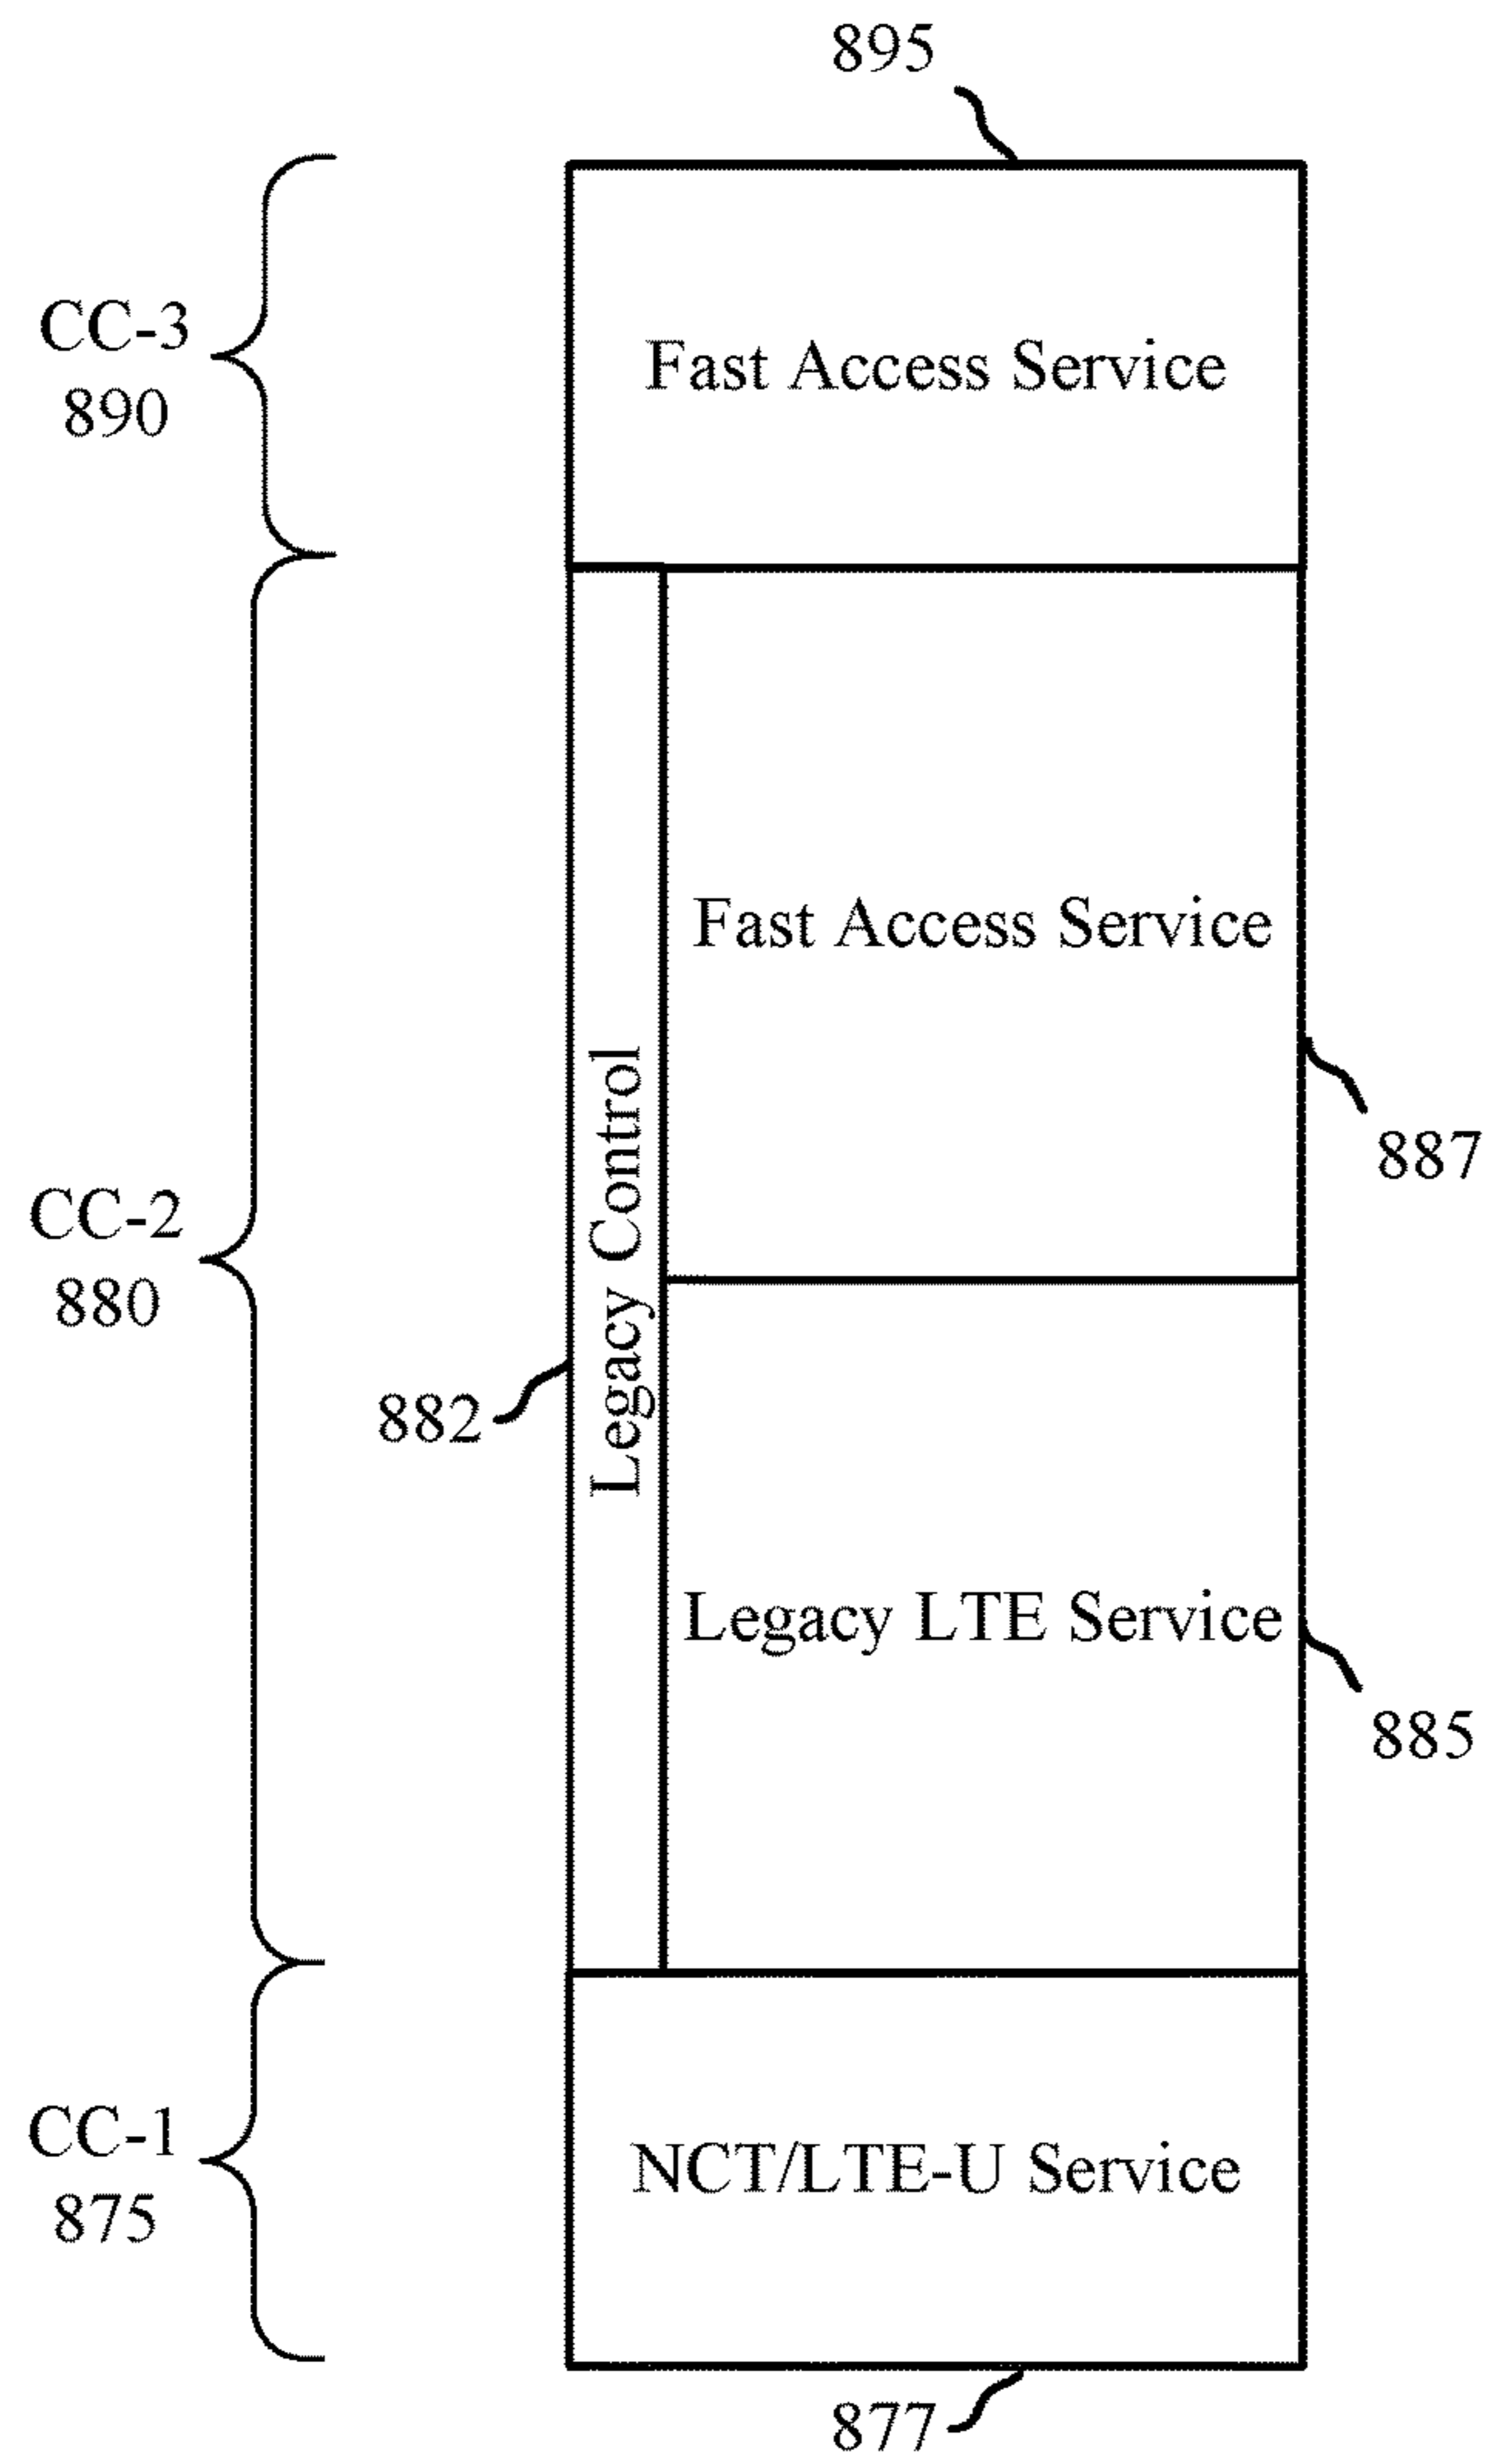 895
CC-3
890
Fast Access Service
Fast Access Service
Legacy Control
887
CC-2
880
882
Legacy LTE Service
885
CC-1
875
NCT/LTE-U Service
877